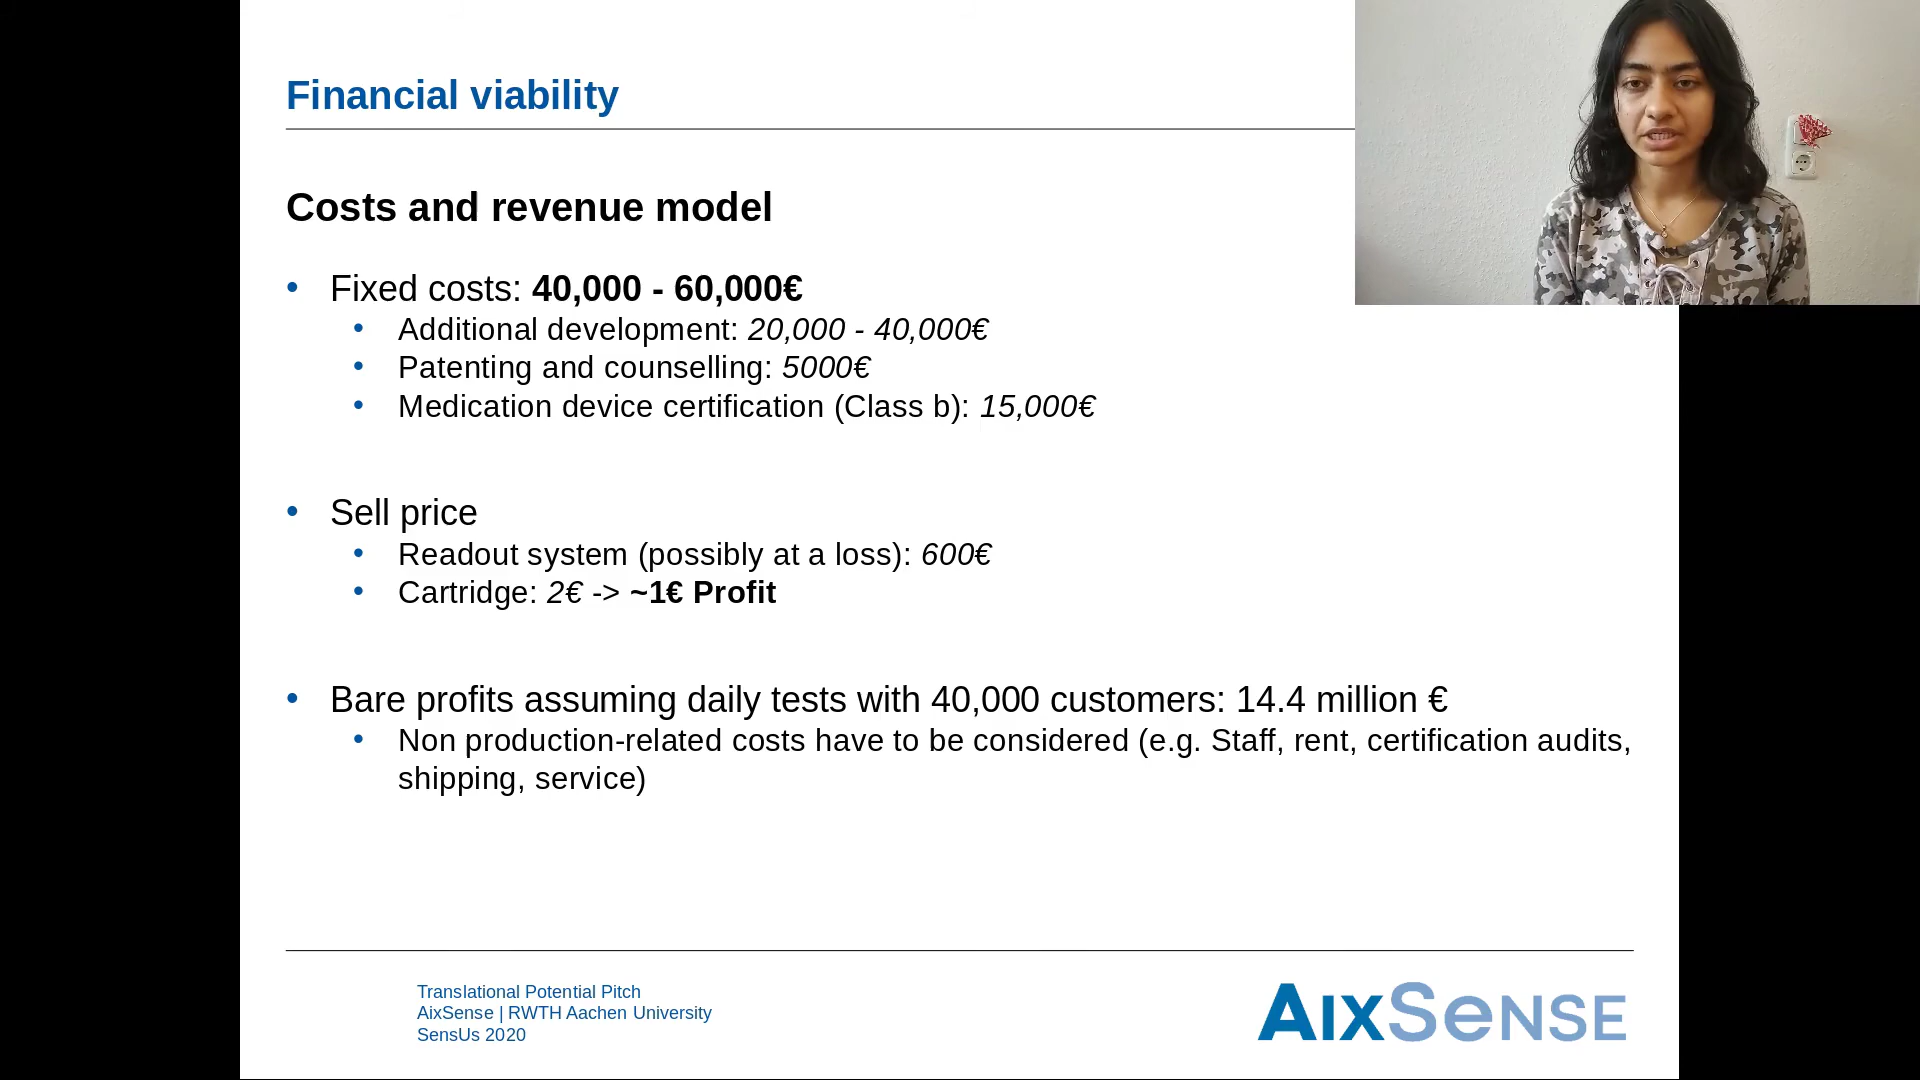 Financial viability
Costs and revenue model
• Fixed costs: 40,000 - 60,000€
• Additional development: 20,000 - 40,000€
• Patenting and counselling: 5000€
• Medication device certification (Class b): 15,000€
• Sell price
• Readout system (possibly at a loss): 600€
• Cartridge: 2€ -> ~1€ Profit
• Bare profits assuming daily tests with 40,000 customers: 14.4 million €
• Non production-related costs have to be considered (e.g. Staff, rent, certification audits,
shipping, service)
Translational Potential Pitch
AixSense | RWTH Aachen University
SensUs 2020
AixSense